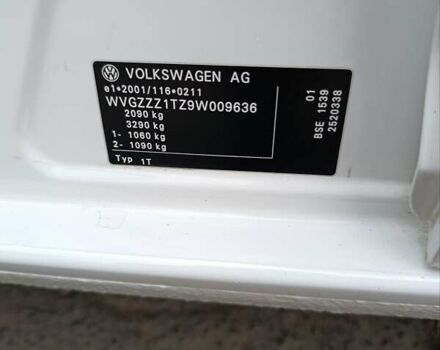 VOLKSWAGEN AG
e1*2001/116*0211
WVGZZZ1TZ9W009636
2090 kg
3290 kg
1- 1060 kg
2- 1090 kg
Typ 1T
01
BSE 1539
2520338